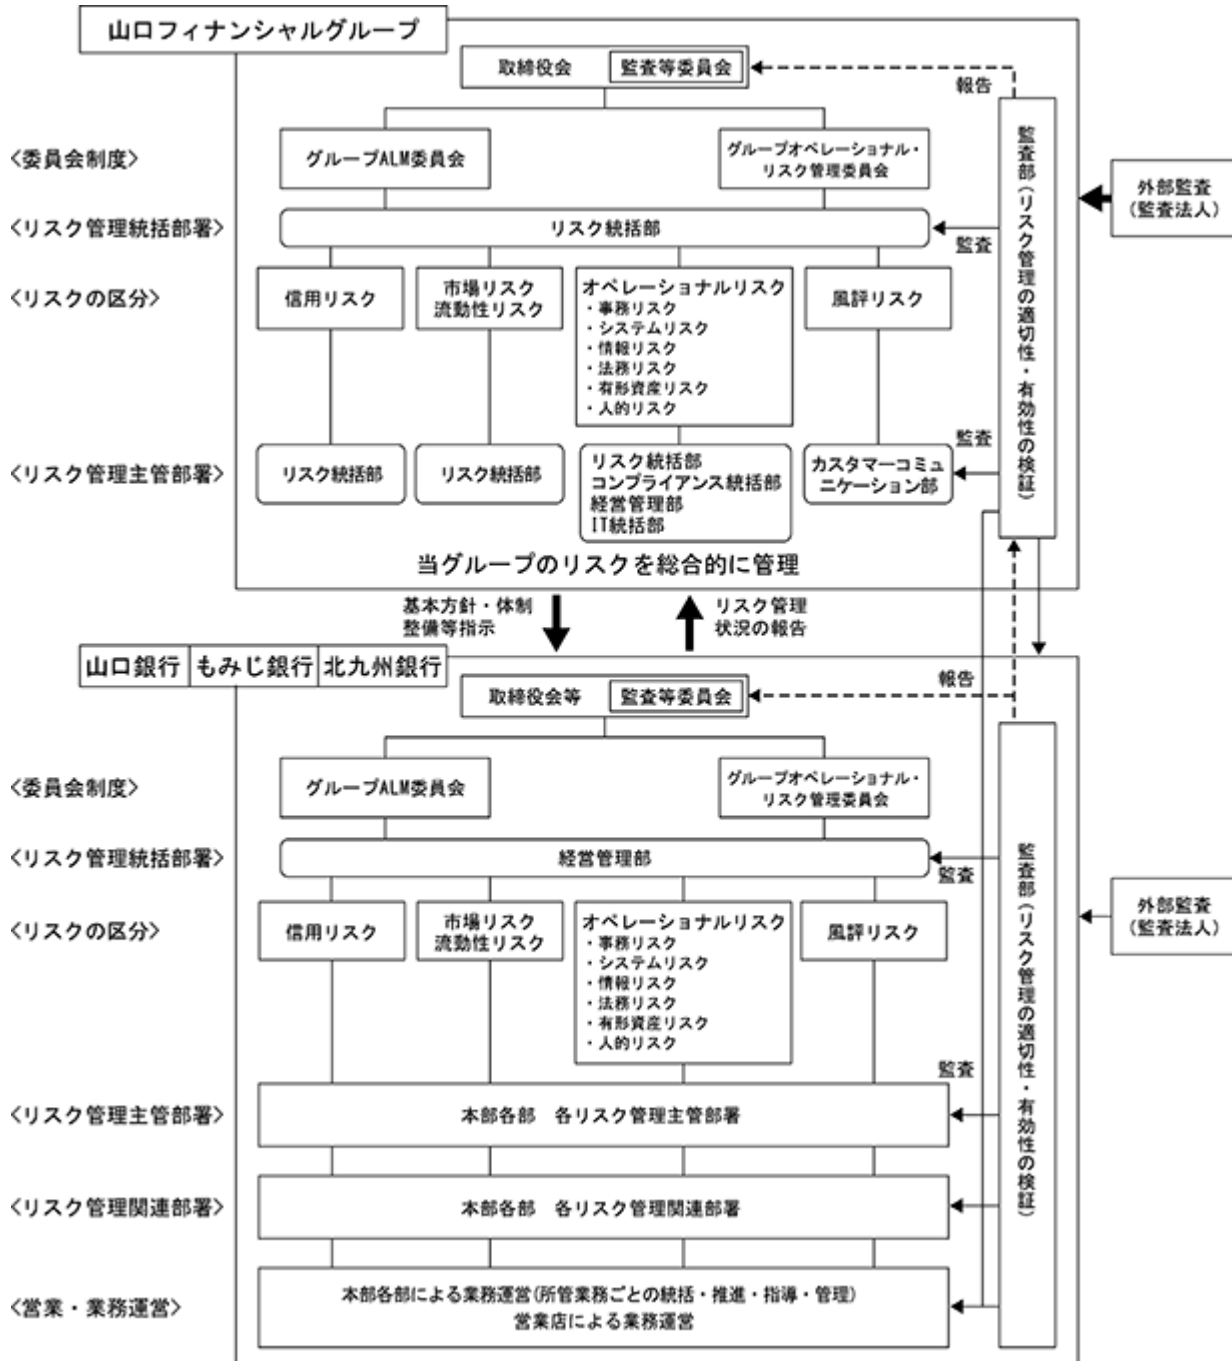 山口フィナンシャルグループ
取締役会
監査等委員会
報告
〈委員会制度〉
グループALM委員会
グループオペレーショナル・
リスク管理委員会
外部監査
(監査法人)
〈リスク管理統括部署〉
リスク統括部
監査
監査部(リスク管理の適切性・有効性の検証)
〈リスクの区分〉
信用リスク
市場リスク
流動性リスク
オペレーショナルリスク
・事務リスク
・システムリスク
・情報リスク
・法務リスク
・有形資産リスク
・人的リスク
風評リスク
監査
〈リスク管理主管部署〉
リスク統括部
リスク統括部
リスク統括部
コンプライアンス統括部
経営管理部
IT統括部
カスタマーコミュ
ニケーション部
当グループのリスクを総合的に管理
基本方針・体制
整備等指示
リスク管理
状況の報告
山口銀行
もみじ銀行
北九州銀行
取締役会等
監査等委員会
報告
〈委員会制度〉
グループALM委員会
グループオペレーショナル・
リスク管理委員会
〈リスク管理統括部署〉
経営管理部
監査
監査部(リスク管理の適切性・有効性の検証)
外部監査
(監査法人)
〈リスクの区分〉
信用リスク
市場リスク
流動性リスク
オペレーショナルリスク
・事務リスク
・システムリスク
・情報リスク
・法務リスク
・有形資産リスク
・人的リスク
風評リスク
監査
〈リスク管理主管部署〉
本部各部 各リスク管理主管部署
〈リスク管理関連部署〉
本部各部 各リスク管理関連部署
〈営業・業務運営〉
本部各部による業務運営(所管業務ごとの統括・推進・指導・管理)
営業店による業務運営